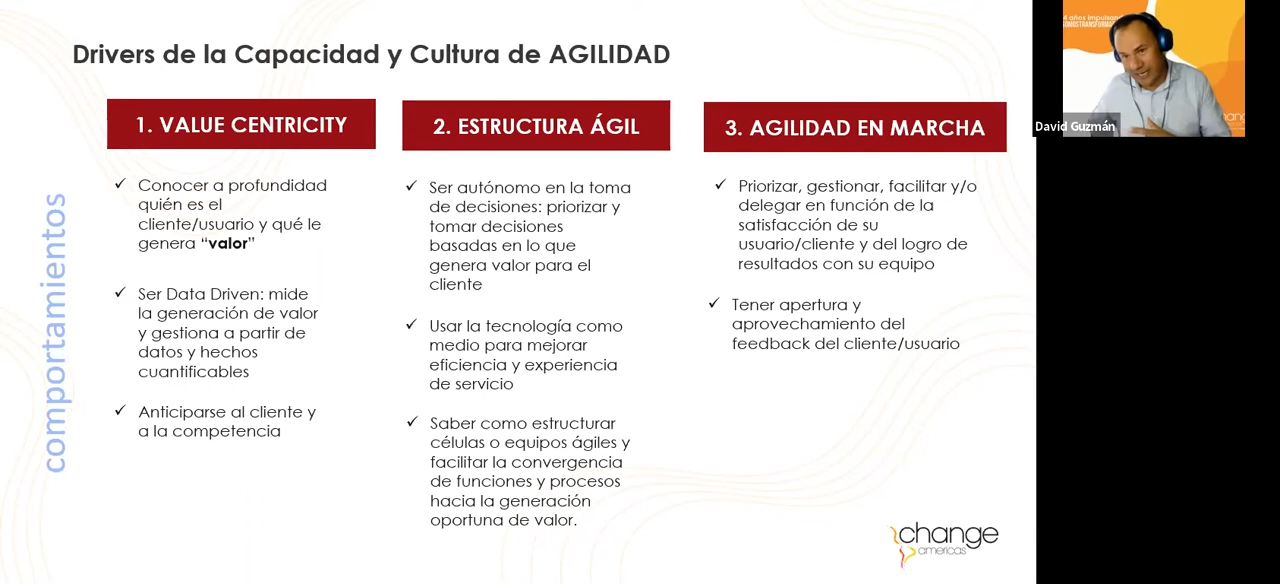 Drivers de la Capacidad y Cultura de AGILIDAD
1. VALUE CENTRICITY
Conocer a profundidad
quién es el
cliente/usuario y qué le
genera “valor”
Ser Data Driven: mide
la generación de valor
y gestiona a partir de
datos y hechos
cuantificables
Anticiparse al cliente y
a la competencia
2. ESTRUCTURA ÁGIL
Ser autónomo en la toma
de decisiones: priorizar y
tomar decisiones
basadas en lo que
genera valor para el
cliente
Usar la tecnología como
medio para mejorar
eficiencia y experiencia
de servicio
Saber como estructurar
células o equipos ágiles y
facilitar la convergencia
de funciones y procesos
hacia la generación
oportuna de valor.
3. AGILIDAD EN MARCHA
Priorizar, gestionar, facilitar y/o
delegar en función de la
satisfacción de su
usuario/cliente y del logro de
resultados con su equipo
Tener apertura y
aprovechamiento del
feedback del cliente/usuario
comportamientos
change
americas
4 años
David Guzmán